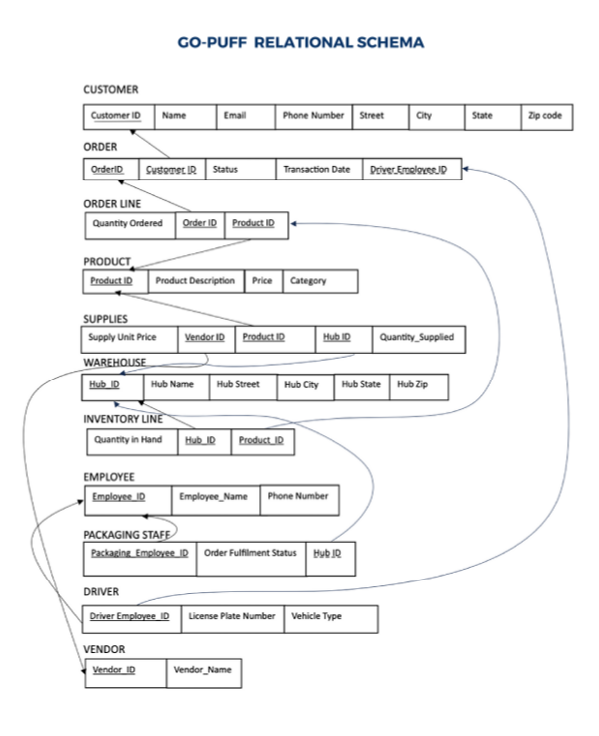 GO-PUFF RELATIONAL SCHEMA
CUSTOMER
Customer ID Name Email Phone Number Street City State Zip code
ORDER
OrderID Customer ID Status Transaction Date Driver_Employee_ID
ORDER LINE
Quantity Ordered Order ID Product ID
PRODUCT
Product ID Product Description Price Category
SUPPLIES
Supply Unit Price Vendor ID Product ID Hub ID Quantity_Supplied
WAREHOUSE
Hub_ID Hub Name Hub Street Hub City Hub State Hub Zip
INVENTORY LINE
Quantity in Hand Hub_ID Product_ID
EMPLOYEE
Employee_ID Employee_Name Phone Number
PACKAGING STAFF
Packaging_Employee_ID Order Fulfilment Status Hub ID
DRIVER
Driver Employee_ID License Plate Number Vehicle Type
VENDOR
Vendor_ID Vendor_Name